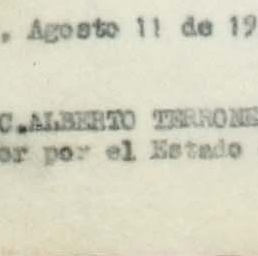 . Agosto 11 de 19
C.ALBERTO TERRONE
or por el Estado